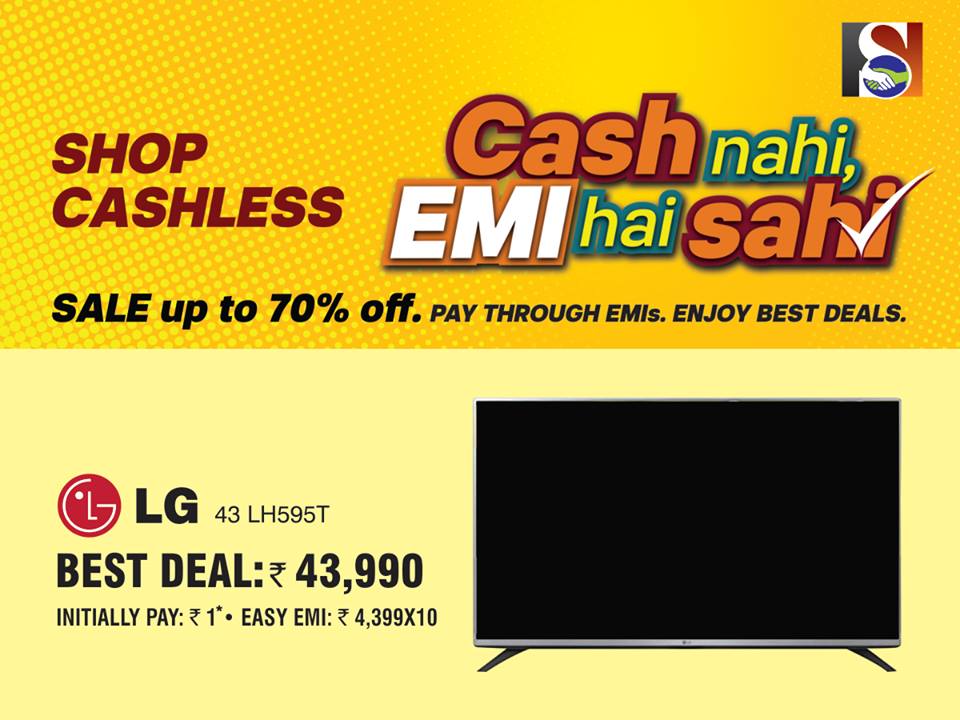 SHOP
CASHLESS
Cash nahi,
EMI hai sahi
SALE up to 70% off. PAY THROUGH EMIs. ENJOY BEST DEALS.
LG 43 LH595T
BEST DEAL: ₹ 43,990
INITIALLY PAY: ₹ 1* • EASY EMI: ₹ 4,399X10